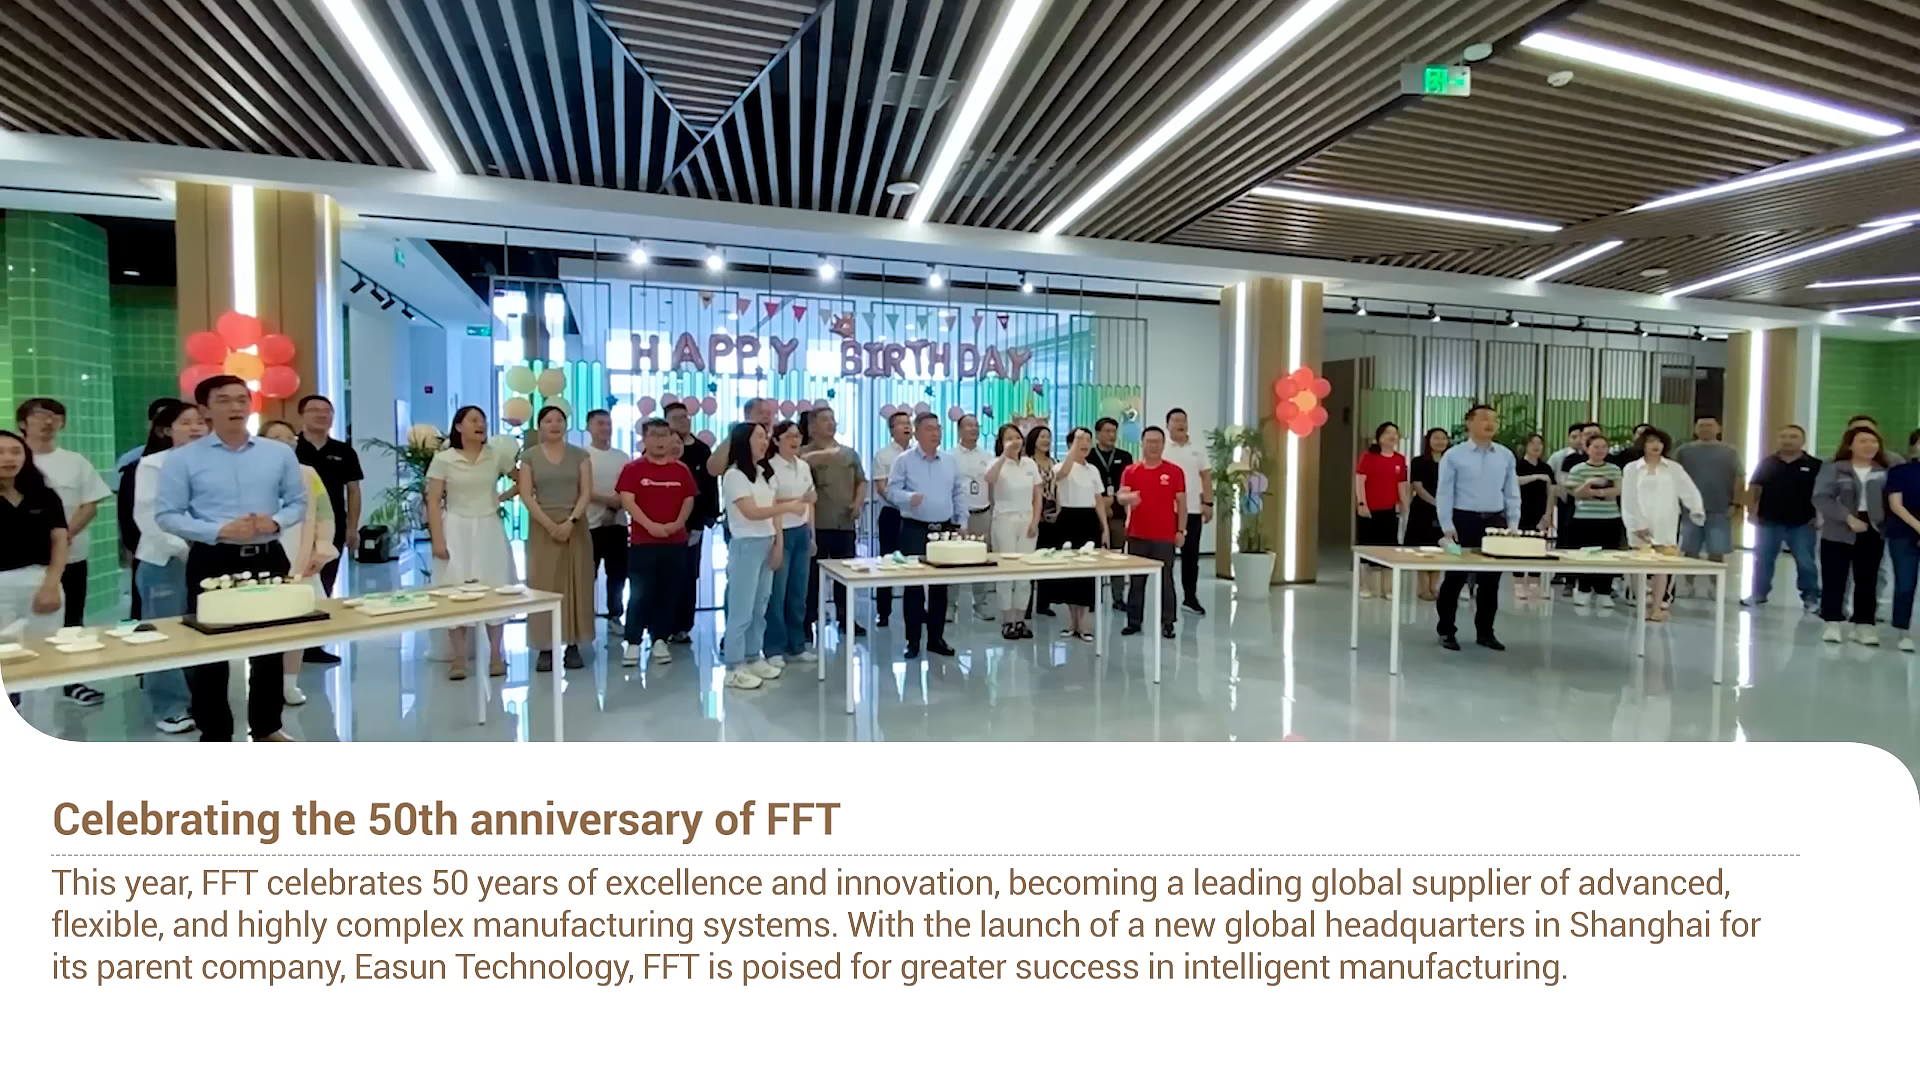 HAPPY BIRTHDAY
Champion
Celebrating the 50th anniversary of FFT
This year, FFT celebrates 50 years of excellence and innovation, becoming a leading global supplier of advanced,
flexible, and highly complex manufacturing systems. With the launch of a new global headquarters in Shanghai for
its parent company, Easun Technology, FFT is poised for greater success in intelligent manufacturing.